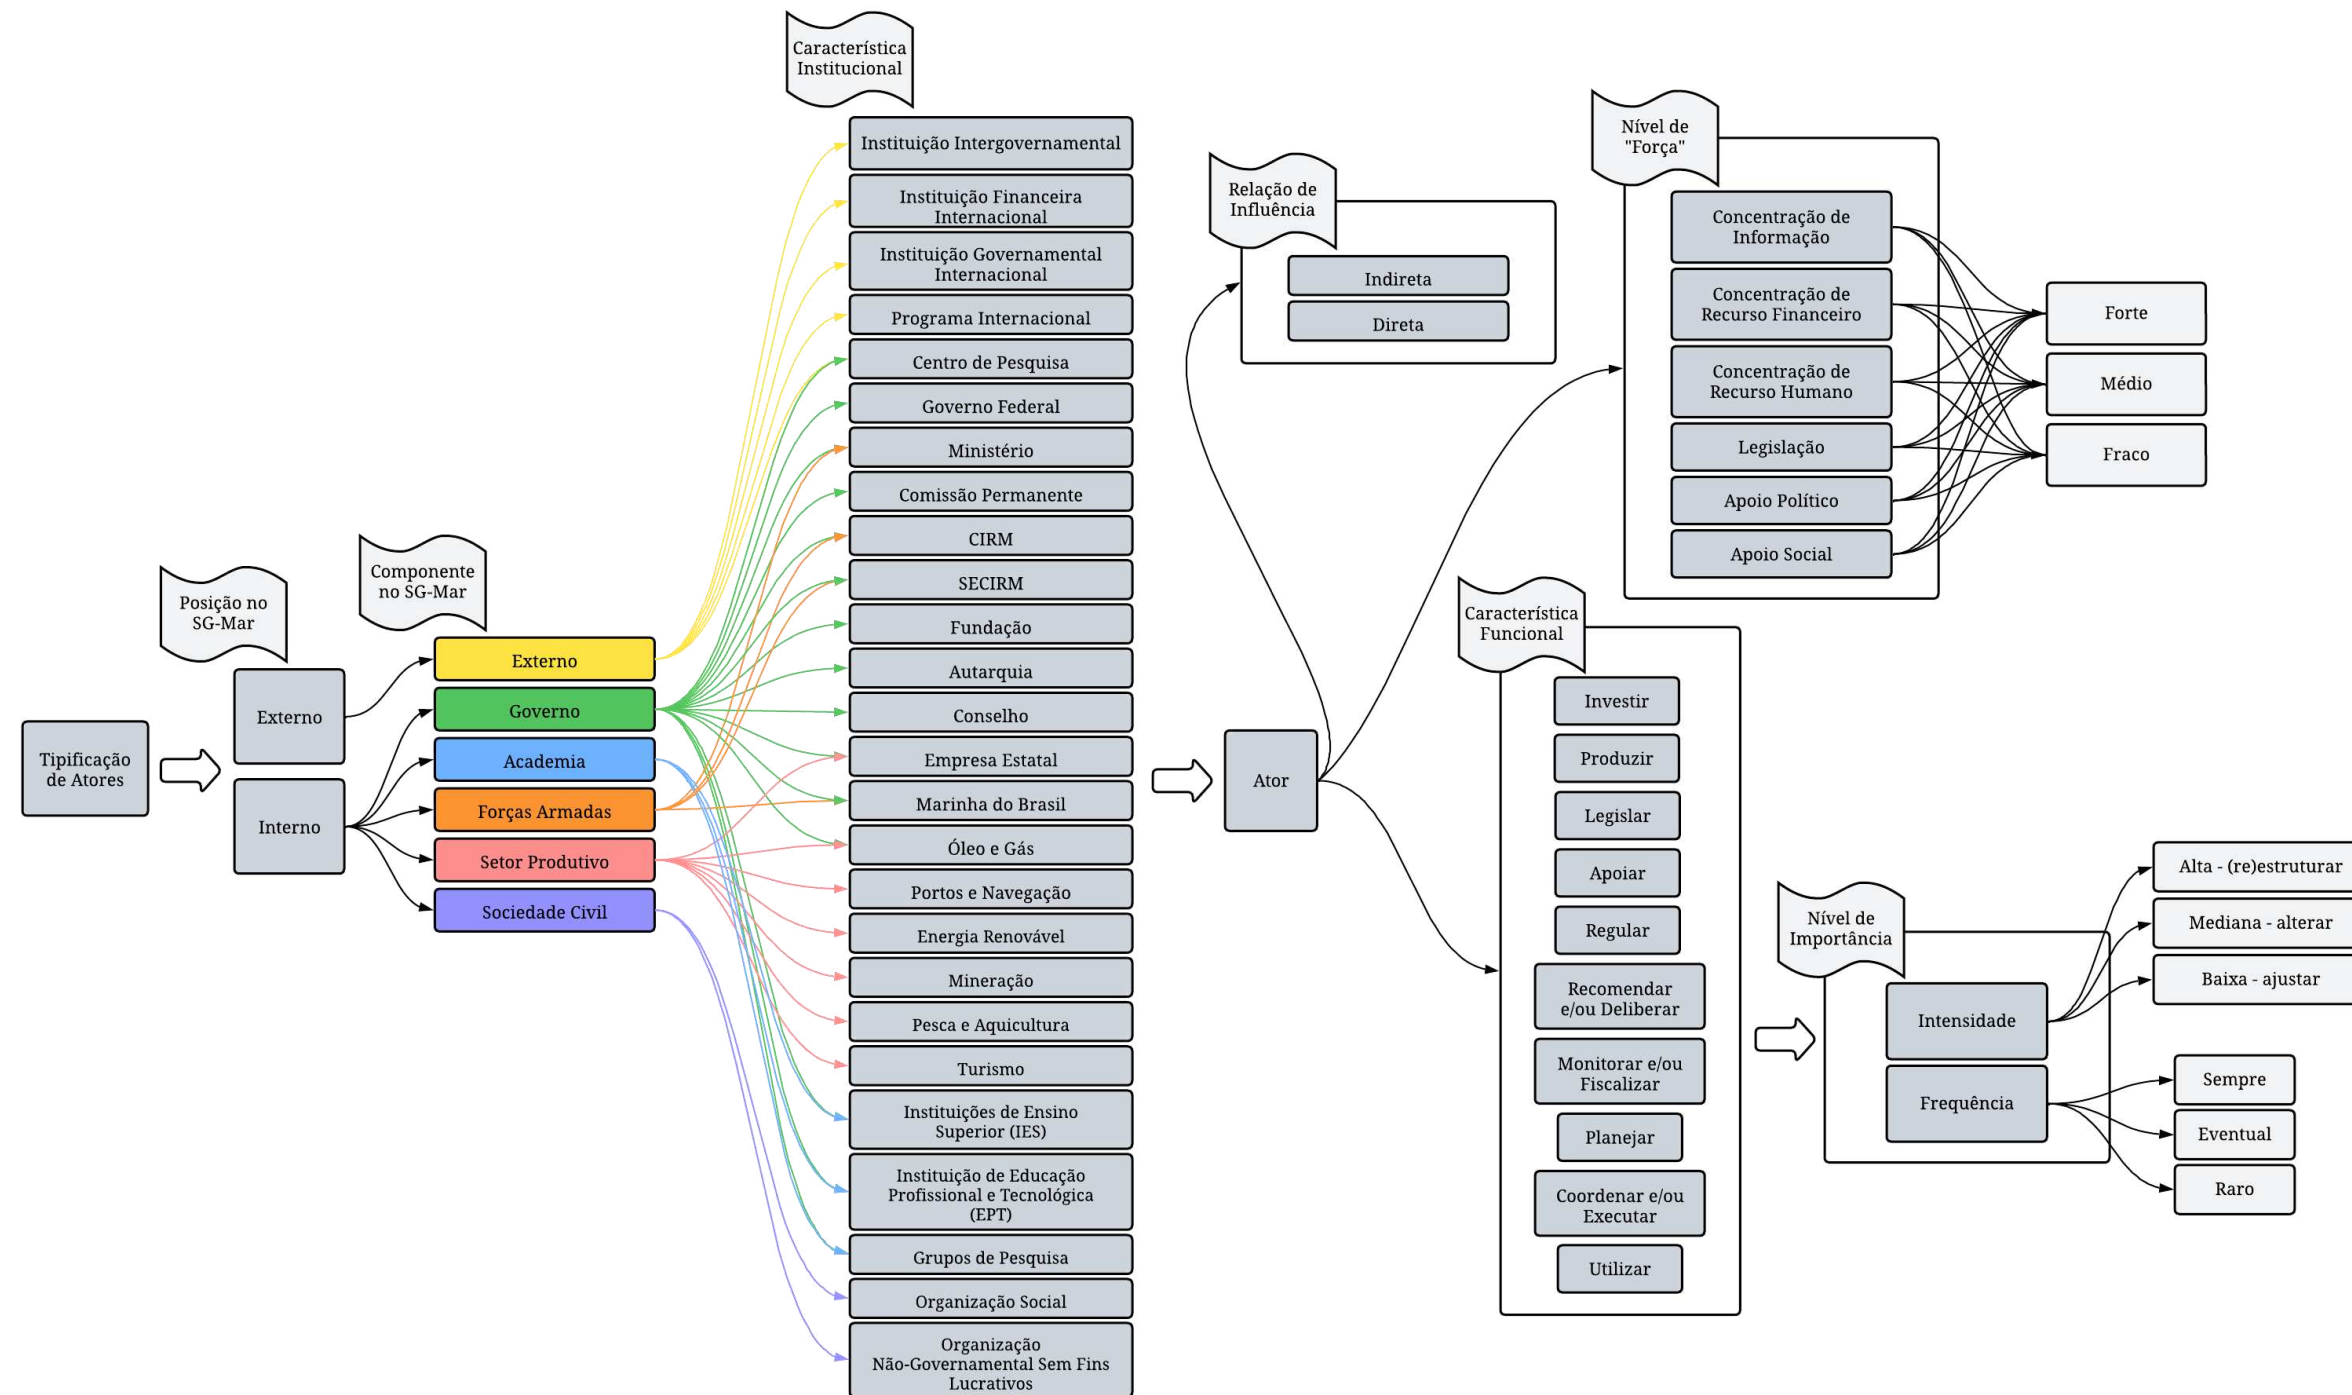 Tipificação
de Atores
Posição no
SG-Mar
Externo
Interno
Componente
no SG-Mar
Externo
Governo
Academia
Forças Armadas
Setor Produtivo
Sociedade Civil
Característica
Institucional
Instituição Intergovernamental
Instituição Financeira
Internacional
Instituição Governamental
Internacional
Programa Internacional
Centro de Pesquisa
Governo Federal
Ministério
Comissão Permanente
CIRM
SECIRM
Fundação
Autarquia
Conselho
Empresa Estatal
Marinha do Brasil
Óleo e Gás
Portos e Navegação
Energia Renovável
Mineração
Pesca e Aquicultura
Turismo
Instituições de Ensino
Superior (IES)
Instituição de Educação
Profissional e Tecnológica
(EPT)
Grupos de Pesquisa
Organização Social
Organização
Não-Governamental Sem Fins
Lucrativos
Ator
Relação de
Influência
Indireta
Direta
Nível de
"Força"
Concentração de
Informação
Concentração de
Recurso Financeiro
Concentração de
Recurso Humano
Legislação
Apoio Político
Apoio Social
Forte
Médio
Fraco
Característica
Funcional
Investir
Produzir
Legislar
Apoiar
Regular
Recomendar
e/ou Deliberar
Monitorar e/ou
Fiscalizar
Planejar
Coordenar e/ou
Executar
Utilizar
Nível de
Importância
Intensidade
Frequência
Alta - (re)estruturar
Mediana - alterar
Baixa - ajustar
Sempre
Eventual
Raro